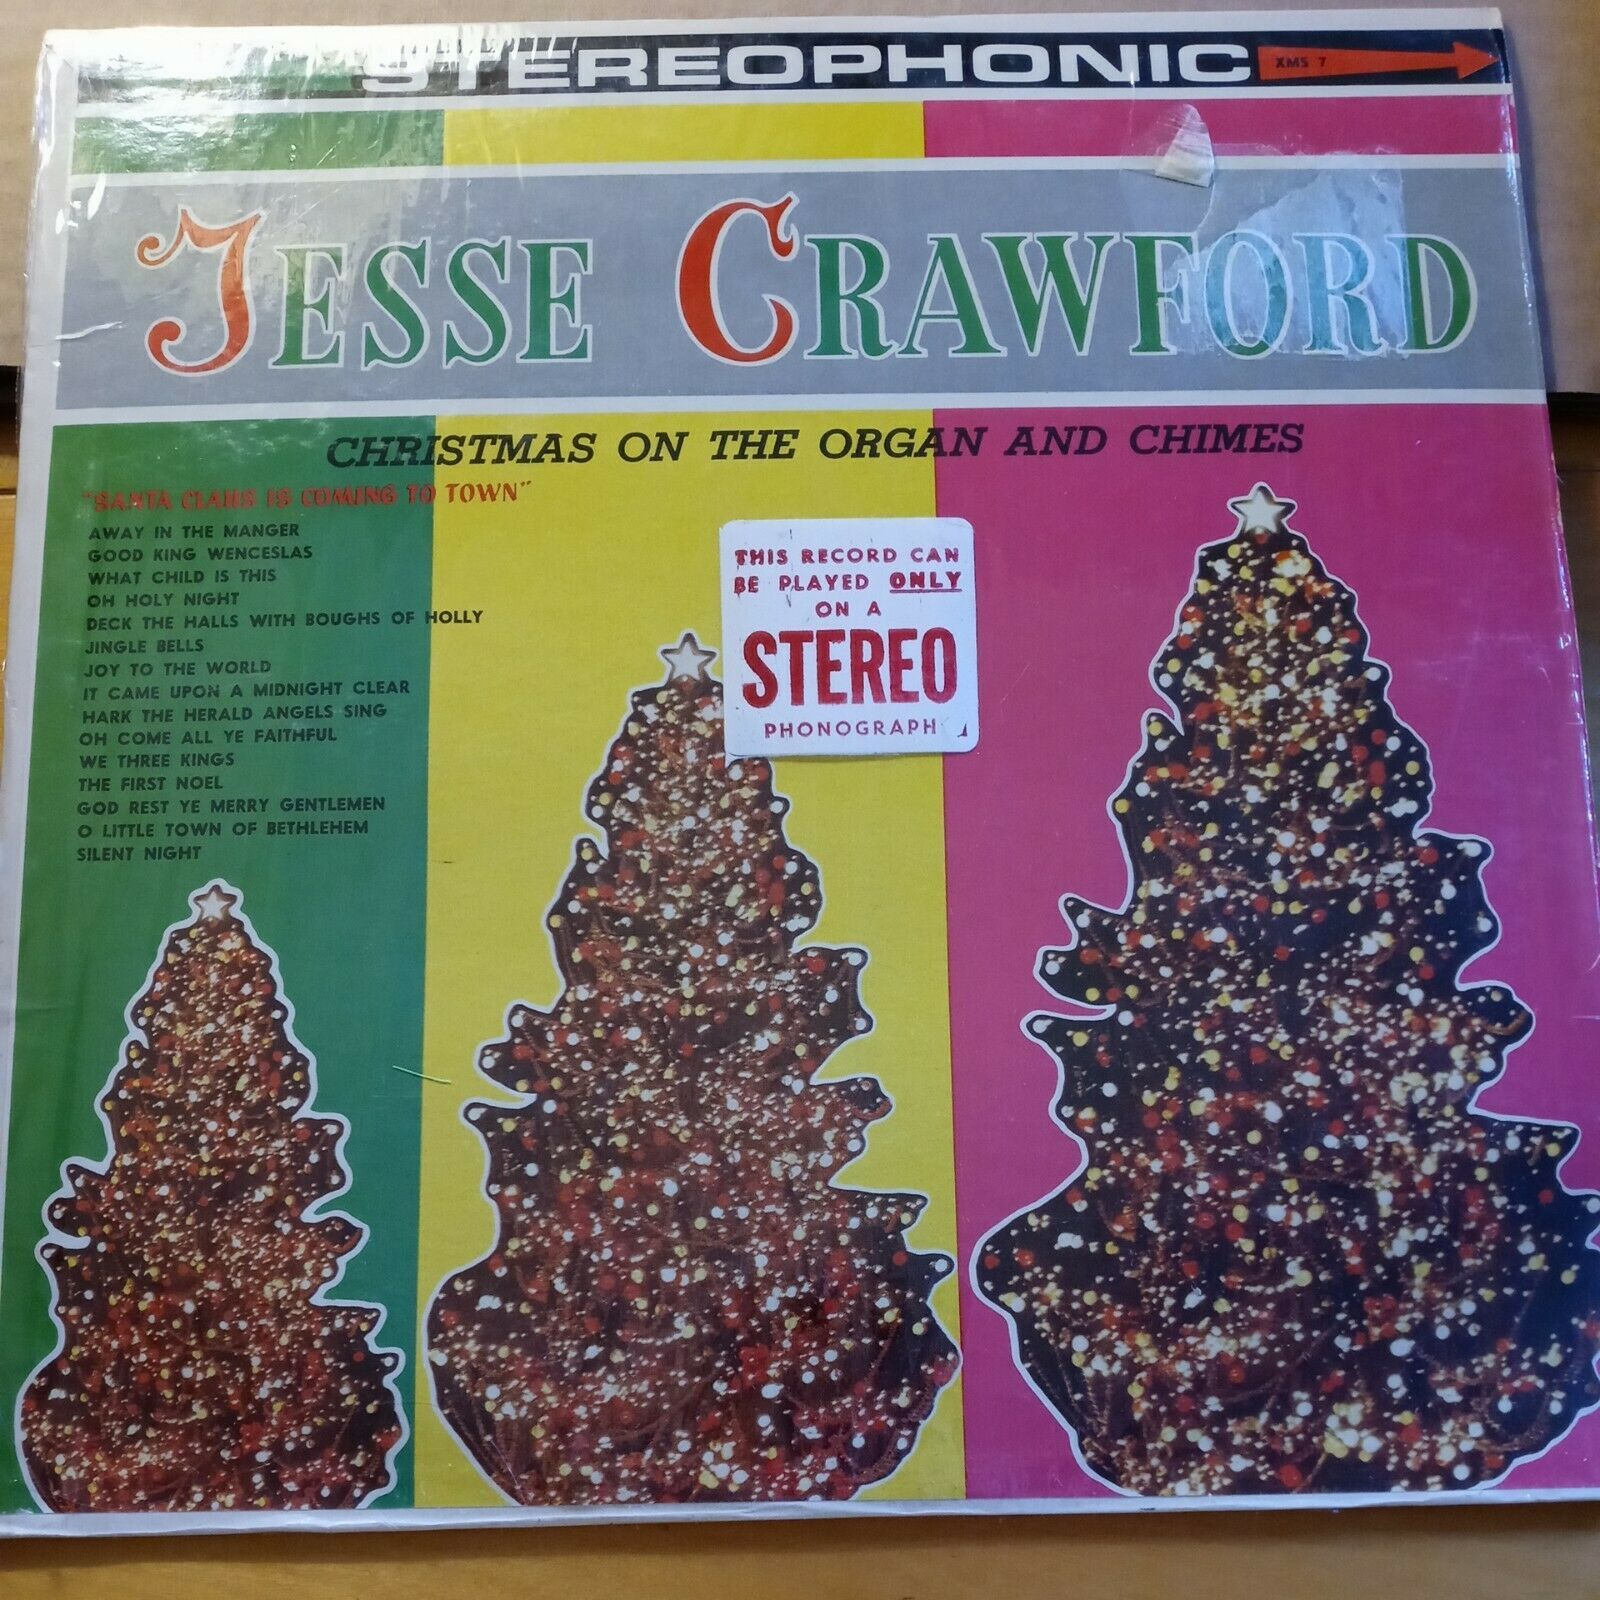 STEREOPHONIC
XMS 7
JESSE CRAWFORD
CHRISTMAS ON THE ORGAN AND CHIMES
"SANTA CLAUS IS COMING TO TOWN"
AWAY IN THE MANGER
GOOD KING WENCESLAS
WHAT CHILD IS THIS
OH HOLY NIGHT
DECK THE HALLS WITH BOUGHS OF HOLLY
JINGLE BELLS
JOY TO THE WORLD
IT CAME UPON A MIDNIGHT CLEAR
HARK THE HERALD ANGELS SING
OH COME ALL YE FAITHFUL
WE THREE KINGS
THE FIRST NOEL
GOD REST YE MERRY GENTLEMEN
O LITTLE TOWN OF BETHLEHEM
SILENT NIGHT
THIS RECORD CAN
BE PLAYED ONLY
ON A
STEREO
PHONOGRAPH